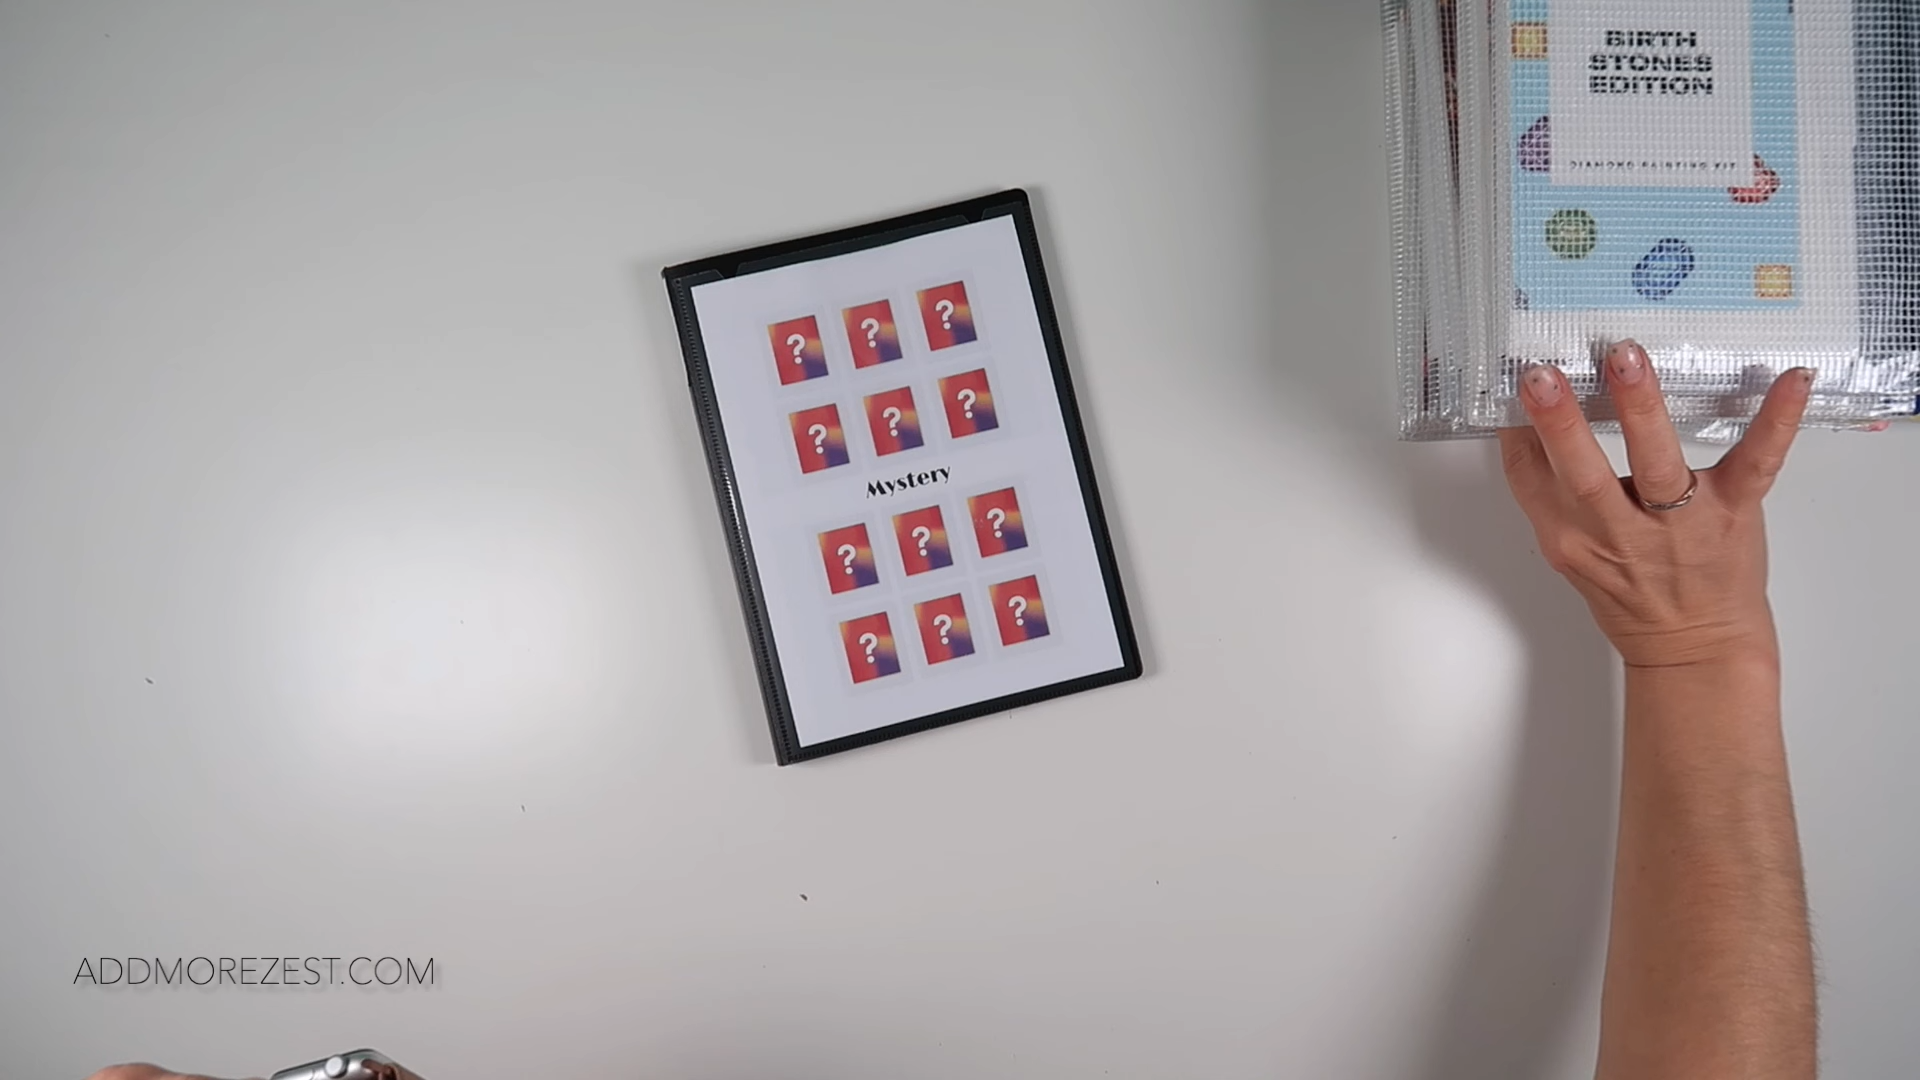 BIRTH
STONES
EDITION
DIAMOND PAINTING KIT
? ? ?
? ? ?
Mystery
? ? ?
? ? ?
ADDMOREZEST.COM